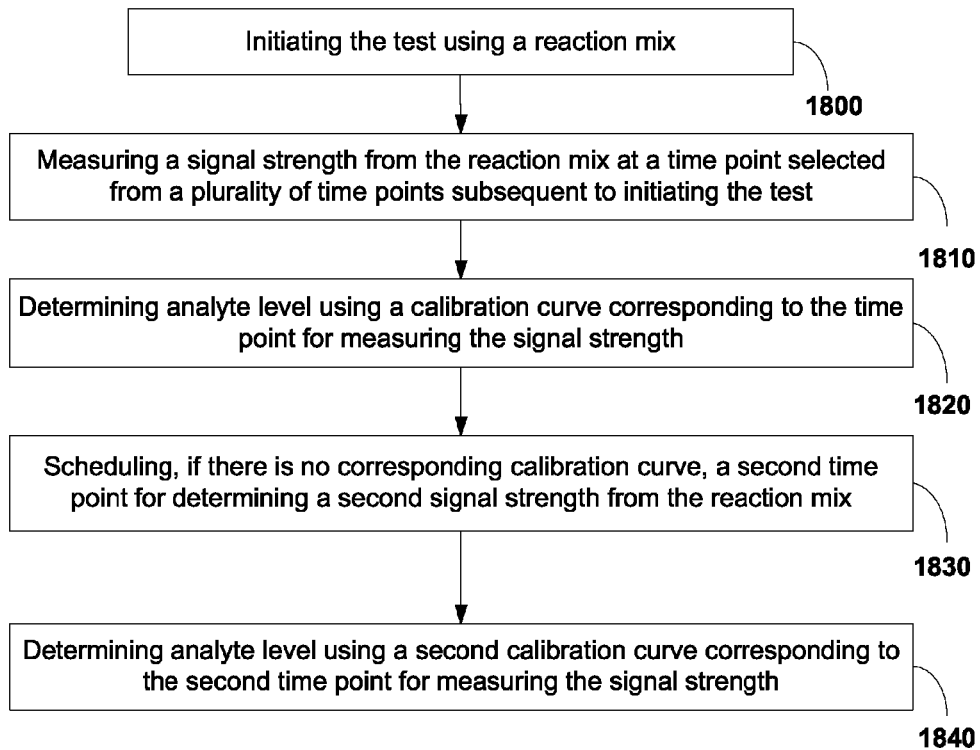 Initiating the test using a reaction mix
1800
Measuring a signal strength from the reaction mix at a time point selected
from a plurality of time points subsequent to initiating the test
1810
Determining analyte level using a calibration curve corresponding to the time
point for measuring the signal strength
1820
Scheduling, if there is no corresponding calibration curve, a second time
point for determining a second signal strength from the reaction mix
1830
Determining analyte level using a second calibration curve corresponding to
the second time point for measuring the signal strength
1840